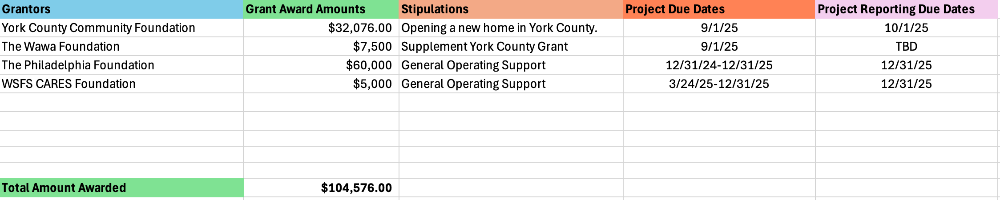 Grantors Grant Award Amounts Stipulations Project Due Dates Project Reporting Due Dates
York County Community Foundation $32,076.00 Opening a new home in York County. 9/1/25 10/1/25
The Wawa Foundation $7,500 Supplement York County Grant 9/1/25 TBD
The Philadelphia Foundation $60,000 General Operating Support 12/31/24-12/31/25 12/31/25
WSFS CARES Foundation $5,000 General Operating Support 3/24/25-12/31/25 12/31/25
Total Amount Awarded $104,576.00